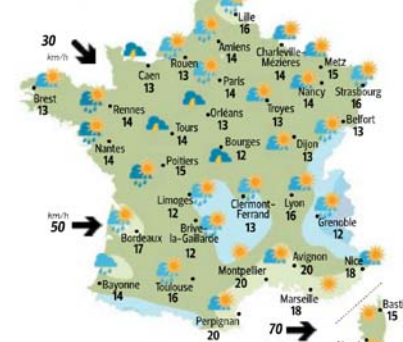 Lille
16
30
km/h
Amiens
14
Charleville-
Mézières
14
Rouen
13
Metz
15
Caen
13
Paris
14
Nancy
14
Strasbourg
16
Brest
13
Rennes
14
Orléans
13
Troyes
13
Belfort
13
Tours
14
Nantes
14
Bourges
12
Dijon
13
Poitiers
15
Limoges
12
Clermont-
Ferrand
13
Lyon
16
km/h
50
Bordeaux
17
Brive-
la-Gaillarde
12
Grenoble
12
Avignon
20
Nice
18
Bayonne
14
Toulouse
16
Montpellier
20
Marseille
18
Perpignan
20
70
Basti
15